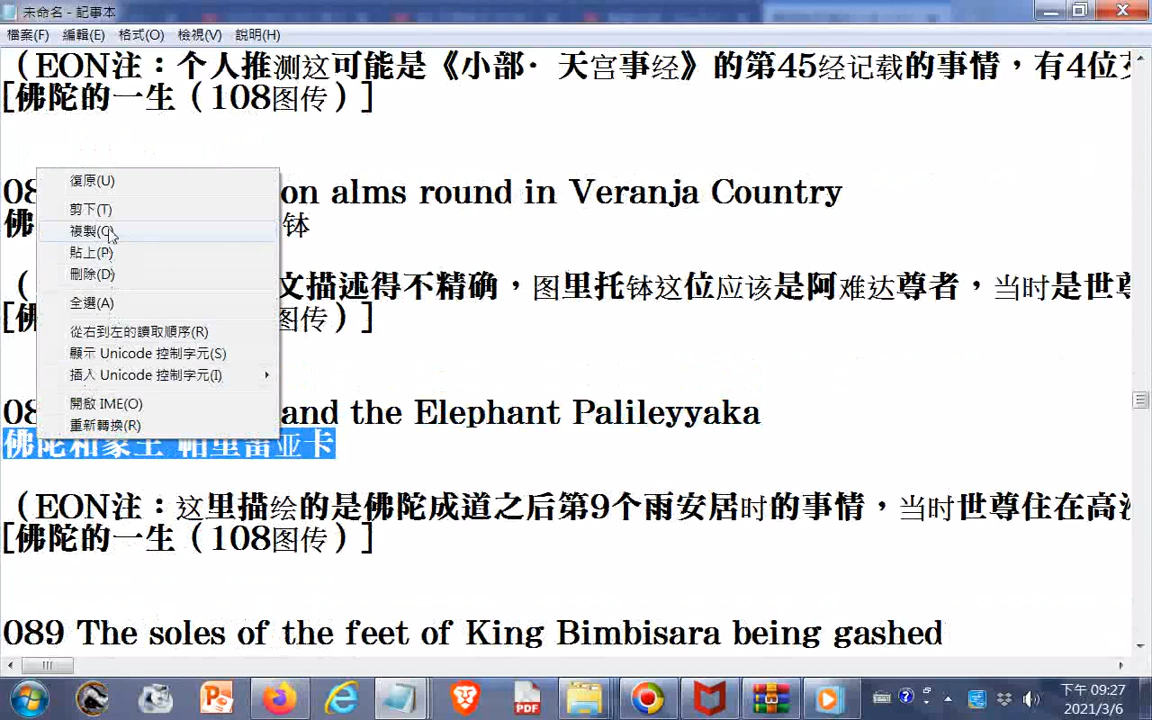 未命名 - 記事本
檔案(F) 編輯(E) 格式(O) 檢視(V) 說明(H)
（EON注：个人推测这可能是《小部·天宫事经》的第45经记载的事情，有4位
[佛陀的一生（108图传）]
08 on alms round in Veranja Country
佛 钵
（ 文描述得不精确，图里托钵这位应该是阿难达尊者，当时是世尊
[佛 图传）]
08 and the Elephant Palileyyaka
佛陀和象王 帕里雷亚卡
（EON注：这里描绘的是佛陀成道之后第9个雨安居时的事情，当时世尊住在高
[佛陀的一生（108图传）]
089 The soles of the feet of King Bimbisara being gashed
復原(U)
剪下(T)
複製(C)
貼上(P)
刪除(D)
全選(A)
從右到左的讀取順序(R)
顯示 Unicode 控制字元(S)
插入 Unicode 控制字元(I)
開啟 IME(O)
重新轉換(R)
PDF
下午 09:27
2021/3/6